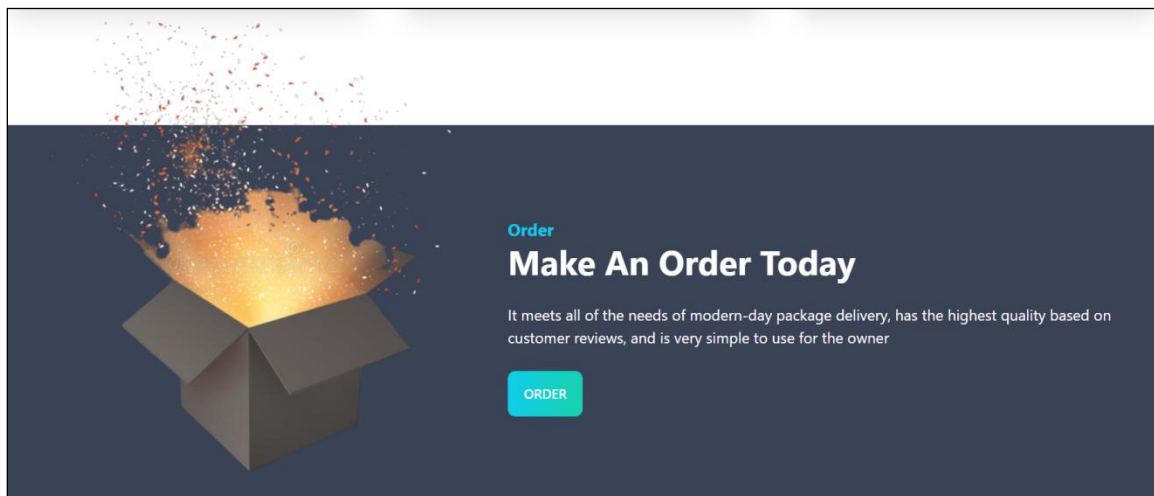 Order
Make An Order Today
It meets all of the needs of modern-day package delivery, has the highest quality based on
customer reviews, and is very simple to use for the owner
ORDER